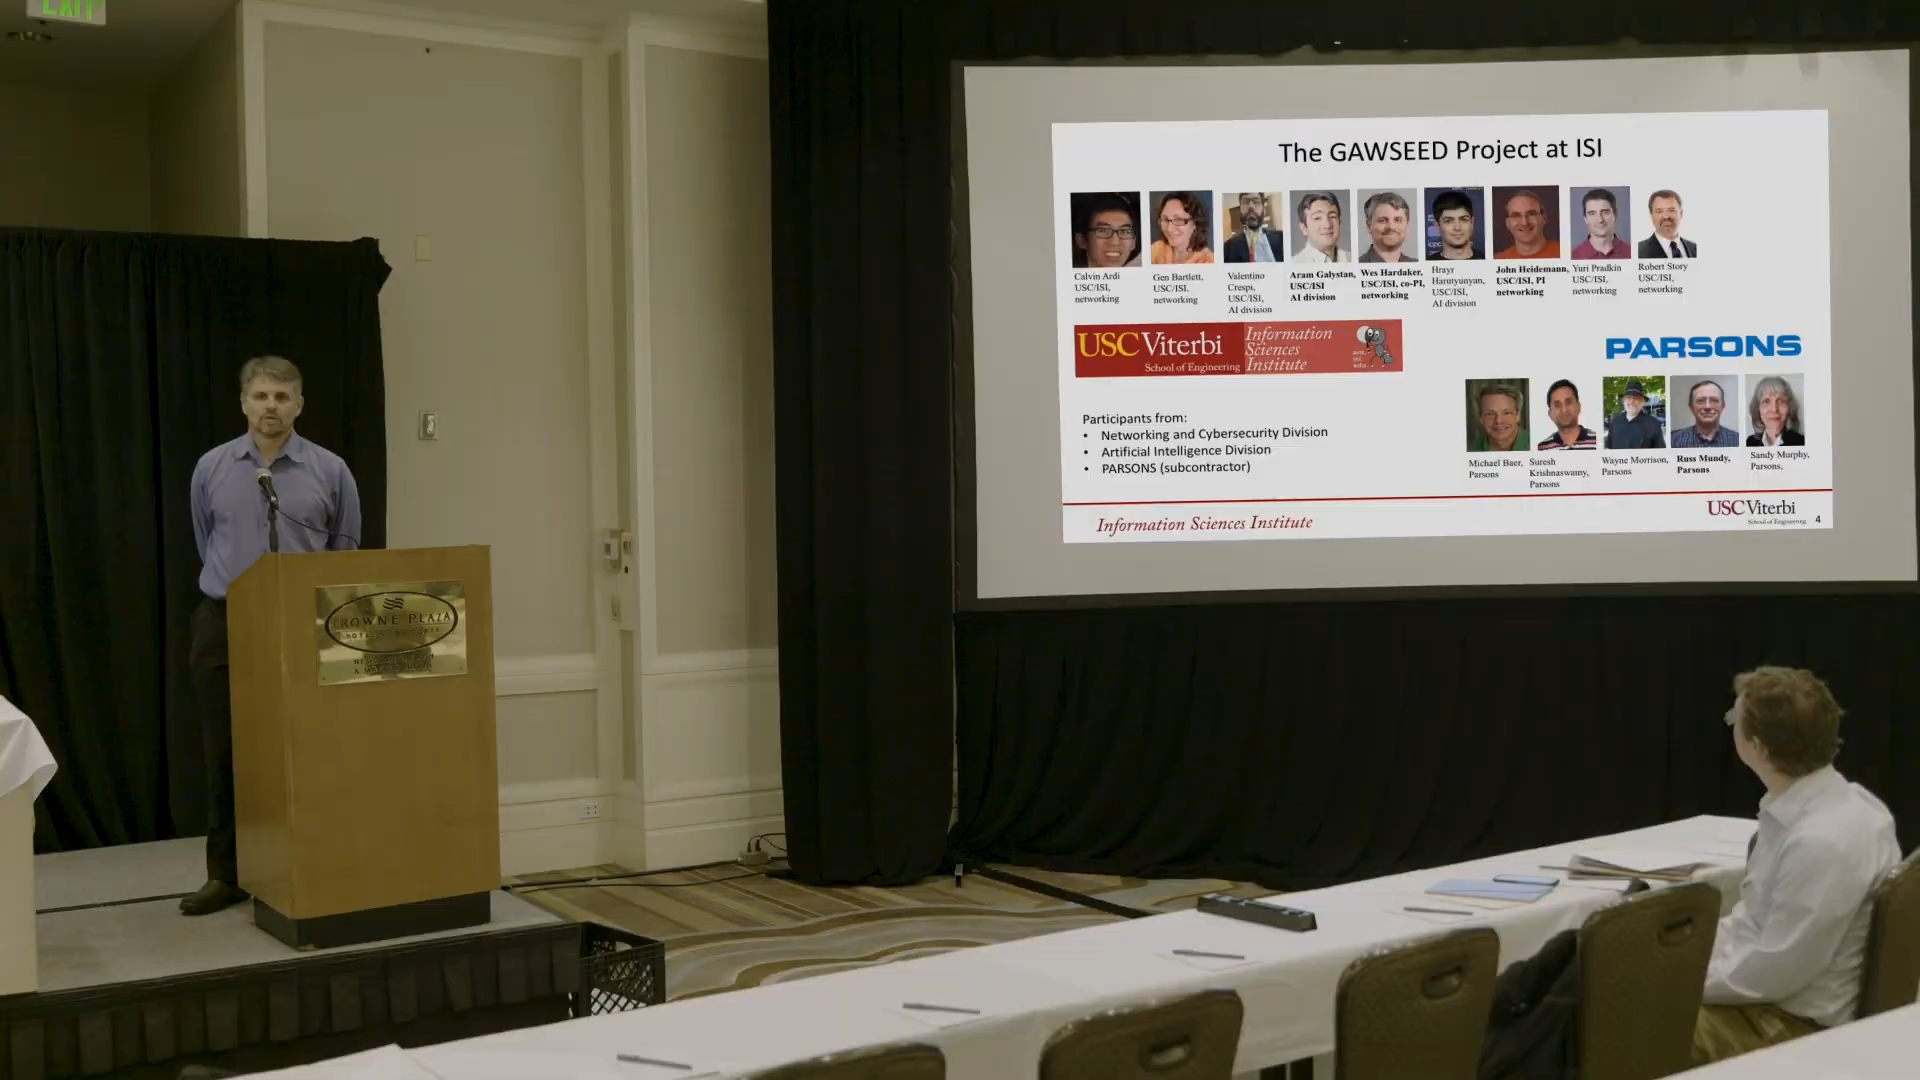 EXIT
The GAWSEED Project at ISI
Calvin Ardi
USC/ISI,
networking
Gen Bartlett,
USC/ISI,
networking
Valentino
Crespi,
USC/ISI,
AI division
Aram Galystan,
USC/ISI
AI division
Wes Hardaker,
USC/ISI, co-PI,
networking
Hrayr
Harutyunyan,
USC/ISI,
AI division
John Heidemann,
USC/ISI, PI
networking
Yuri Pradkin
USC/ISI,
networking
Robert Story
USC/ISI,
networking
USC Viterbi
School of Engineering
Information
Sciences
Institute
PARSONS
Participants from:
• Networking and Cybersecurity Division
• Artificial Intelligence Division
• PARSONS (subcontractor)
Michael Baer,
Parsons
Suresh
Krishnaswamy,
Parsons
Wayne Morrison,
Parsons
Russ Mundy,
Parsons
Sandy Murphy,
Parsons,
Information Sciences Institute
USC Viterbi
School of Engineering
4
CROWNE PLAZA